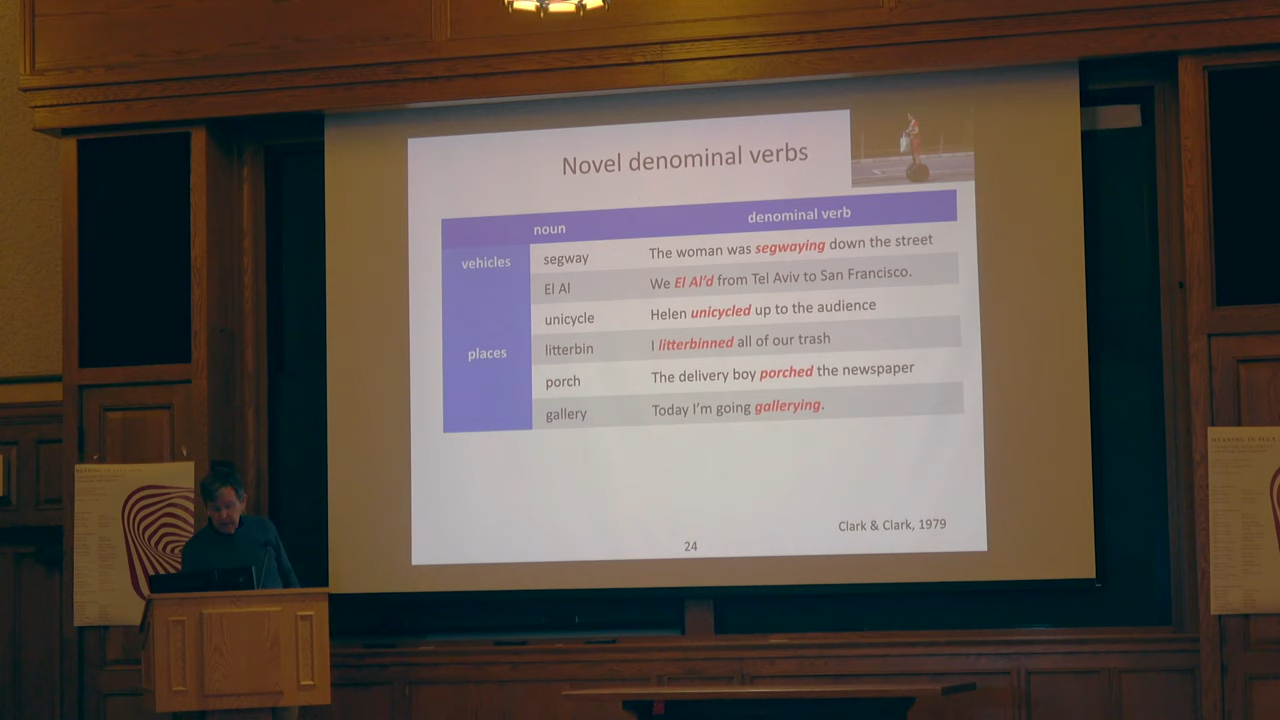 Novel denominal verbs
noun denominal verb
vehicles segway The woman was segwaying down the street
El Al We El Al'd from Tel Aviv to San Francisco.
unicycle Helen unicycled up to the audience
places litterbin I litterbinned all of our trash
porch The delivery boy porched the newspaper
gallery Today I'm going gallerying.
Clark & Clark, 1979
24